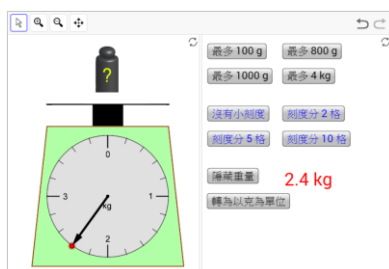 ?
0
1
2
3
kg
最多 100 g
最多 800 g
最多 1000 g
最多 4 kg
沒有小刻度
刻度分 2 格
刻度分 5 格
刻度分 10 格
隱藏重量
2.4 kg
轉為以克為單位